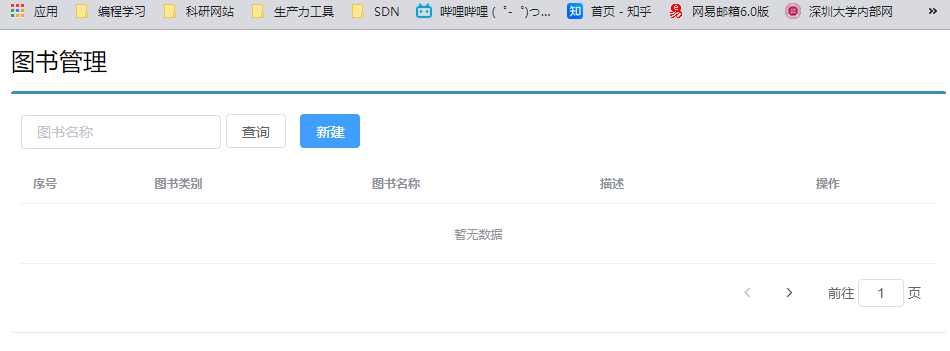 应用 编程学习 科研网站 生产力工具 SDN 哔哩哔哩 (゜-゜)つ... 首页 - 知乎 网易邮箱6.0版 深圳大学内部网 »
图书管理
图书名称 查询 新建
序号 图书类别 图书名称 描述 操作
暂无数据
前往 1 页